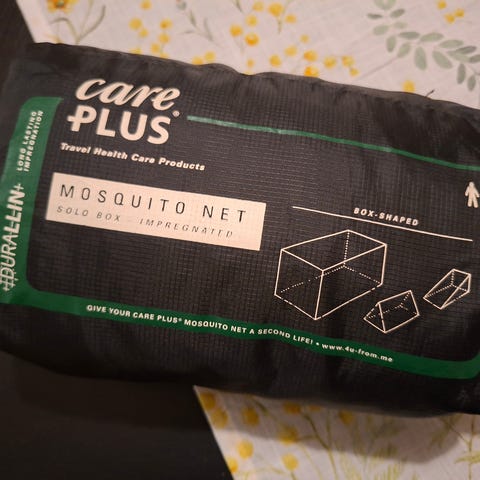 care
PLUS®
Travel Health Care Products
DURALLIN+
LONG LASTING
IMPREGNATION
MOSQUITO NET
SOLO BOX - IMPREGNATED
BOX-SHAPED
GIVE YOUR CARE PLUS® MOSQUITO NET A SECOND LIFE! • www.4u-from.me